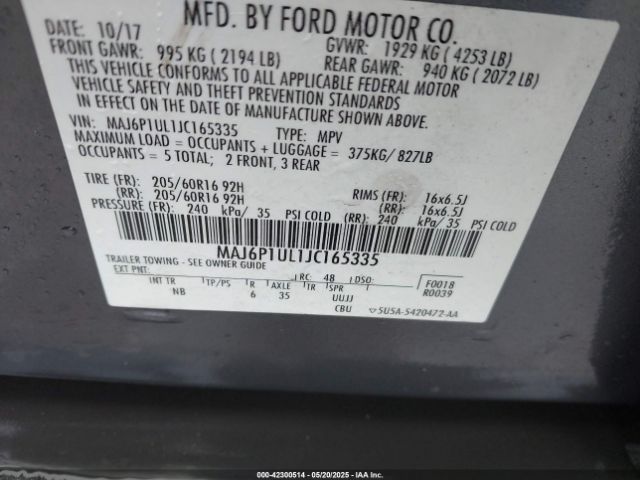 MFD. BY FORD MOTOR CO.
DATE: 10/17 GVWR: 1929 KG ( 4253 LB)
FRONT GAWR: 995 KG ( 2194 LB) REAR GAWR: 940 KG ( 2072 LB)
THIS VEHICLE CONFORMS TO ALL APPLICABLE FEDERAL MOTOR
VEHICLE SAFETY AND THEFT PREVENTION STANDARDS
IN EFFECT ON THE DATE OF MANUFACTURE SHOWN ABOVE.
VIN: MAJ6P1UL1JC165335 TYPE: MPV
MAXIMUM LOAD = OCCUPANTS + LUGGAGE = 375KG/ 827LB
OCCUPANTS = 5 TOTAL; 2 FRONT, 3 REAR
TIRE (FR): 205/60R16 92H RIMS (FR): 16x6.5J
(RR): 205/60R16 92H (RR): 16x6.5J
PRESSURE (FR): 240 kPa/ 35 PSI COLD (RR): 240 kPa/ 35 PSI COLD
MAJ6P1UL1JC165335
TRAILER TOWING - SEE OWNER GUIDE
EXT PNT: RC: 48 DSO: F0018
R0039
INT TR TP/PS R AXLE TR SPR
NB 6 35 UUJJ
CBU 5U5A-5420472-AA
000-42300514 - 05/20/2025 - © IAA, Inc.